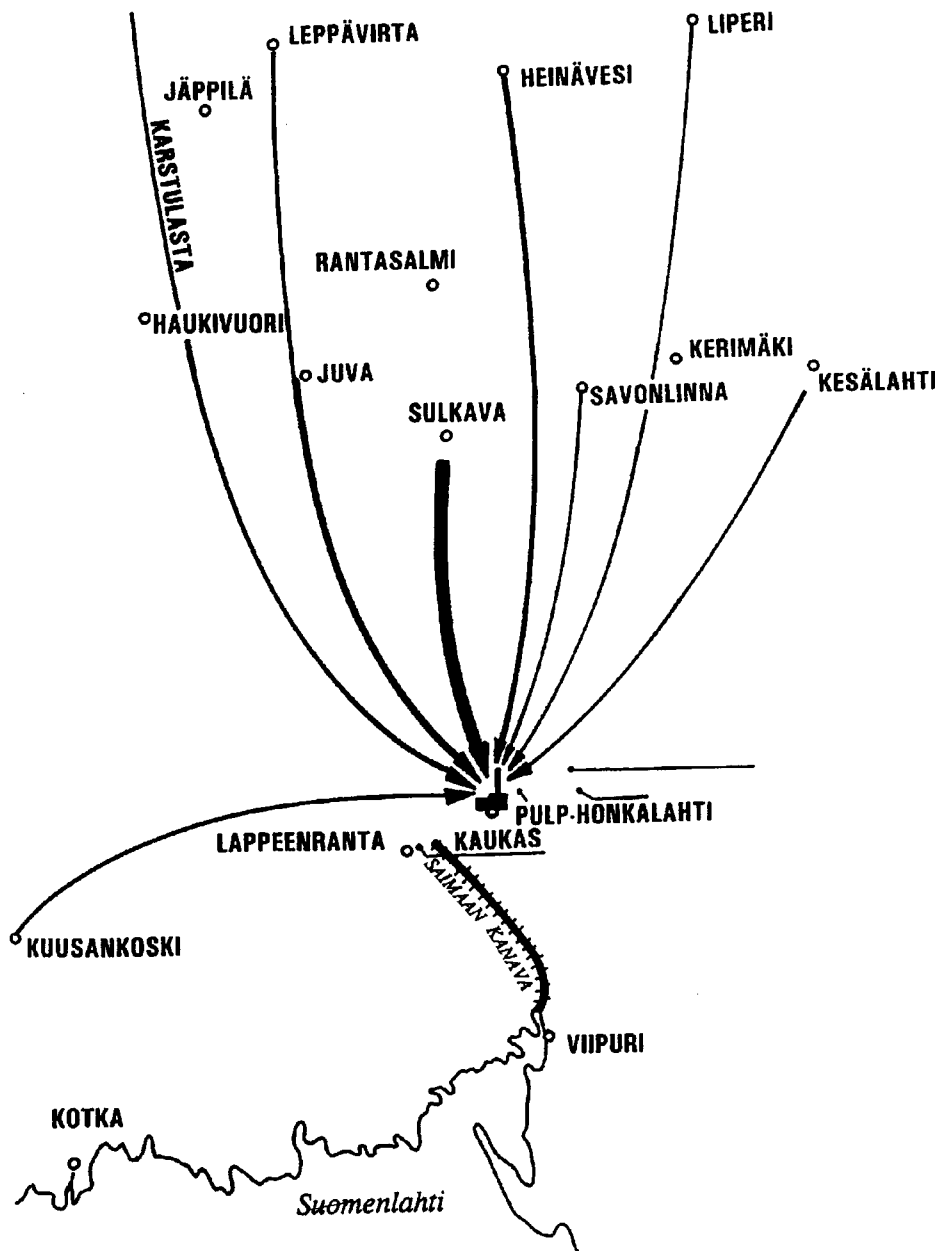 LEPPÄVIRTA
LIPERI
JÄPPILÄ
HEINÄVESI
KARSTULASTA
RANTASALMI
HAUKIVUORI
JUVA
KERIMÄKI
SAVONLINNA
KESÄLAHTI
SULKAVA
PULP-HONKALAHTI
LAPPEENRANTA
KAUKAS
SAIMAAN KANAVA
KUUSANKOSKI
VIIPURI
KOTKA
Suomenlahti